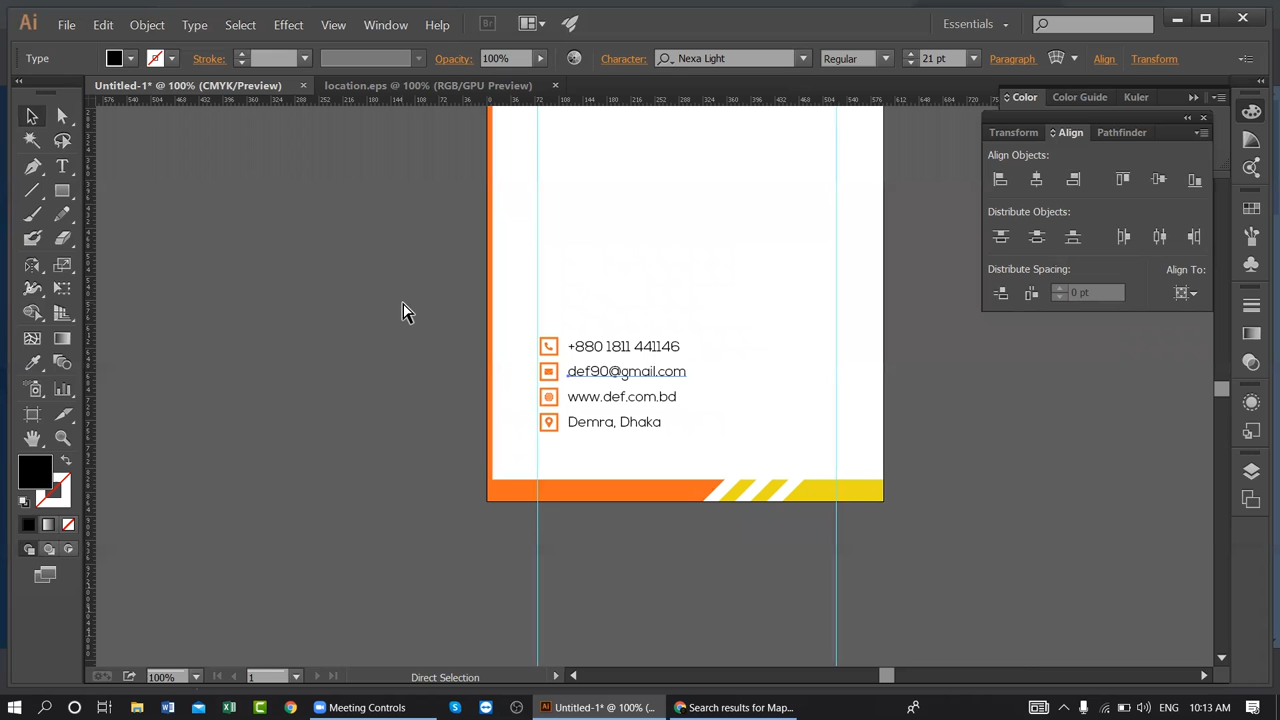 Ai File Edit Object Type Select Effect View Window Help Br Essentials
Type Stroke: Opacity: 100% Character: Nexa Light Regular 21 pt Paragraph Align Transform
Untitled-1* @ 100% (CMYK/Preview) × location.eps @ 100% (RGB/GPU Preview) ×
Color Color Guide Kuler
Transform Align Pathfinder
Align Objects:
Distribute Objects:
Distribute Spacing: Align To:
0 pt
+880 1811 441146
def90@gmail.com
www.def.com.bd
Demra, Dhaka
100% 1 Direct Selection
Meeting Controls Untitled-1* @ 100% (... Search results for Map... ENG 10:13 AM